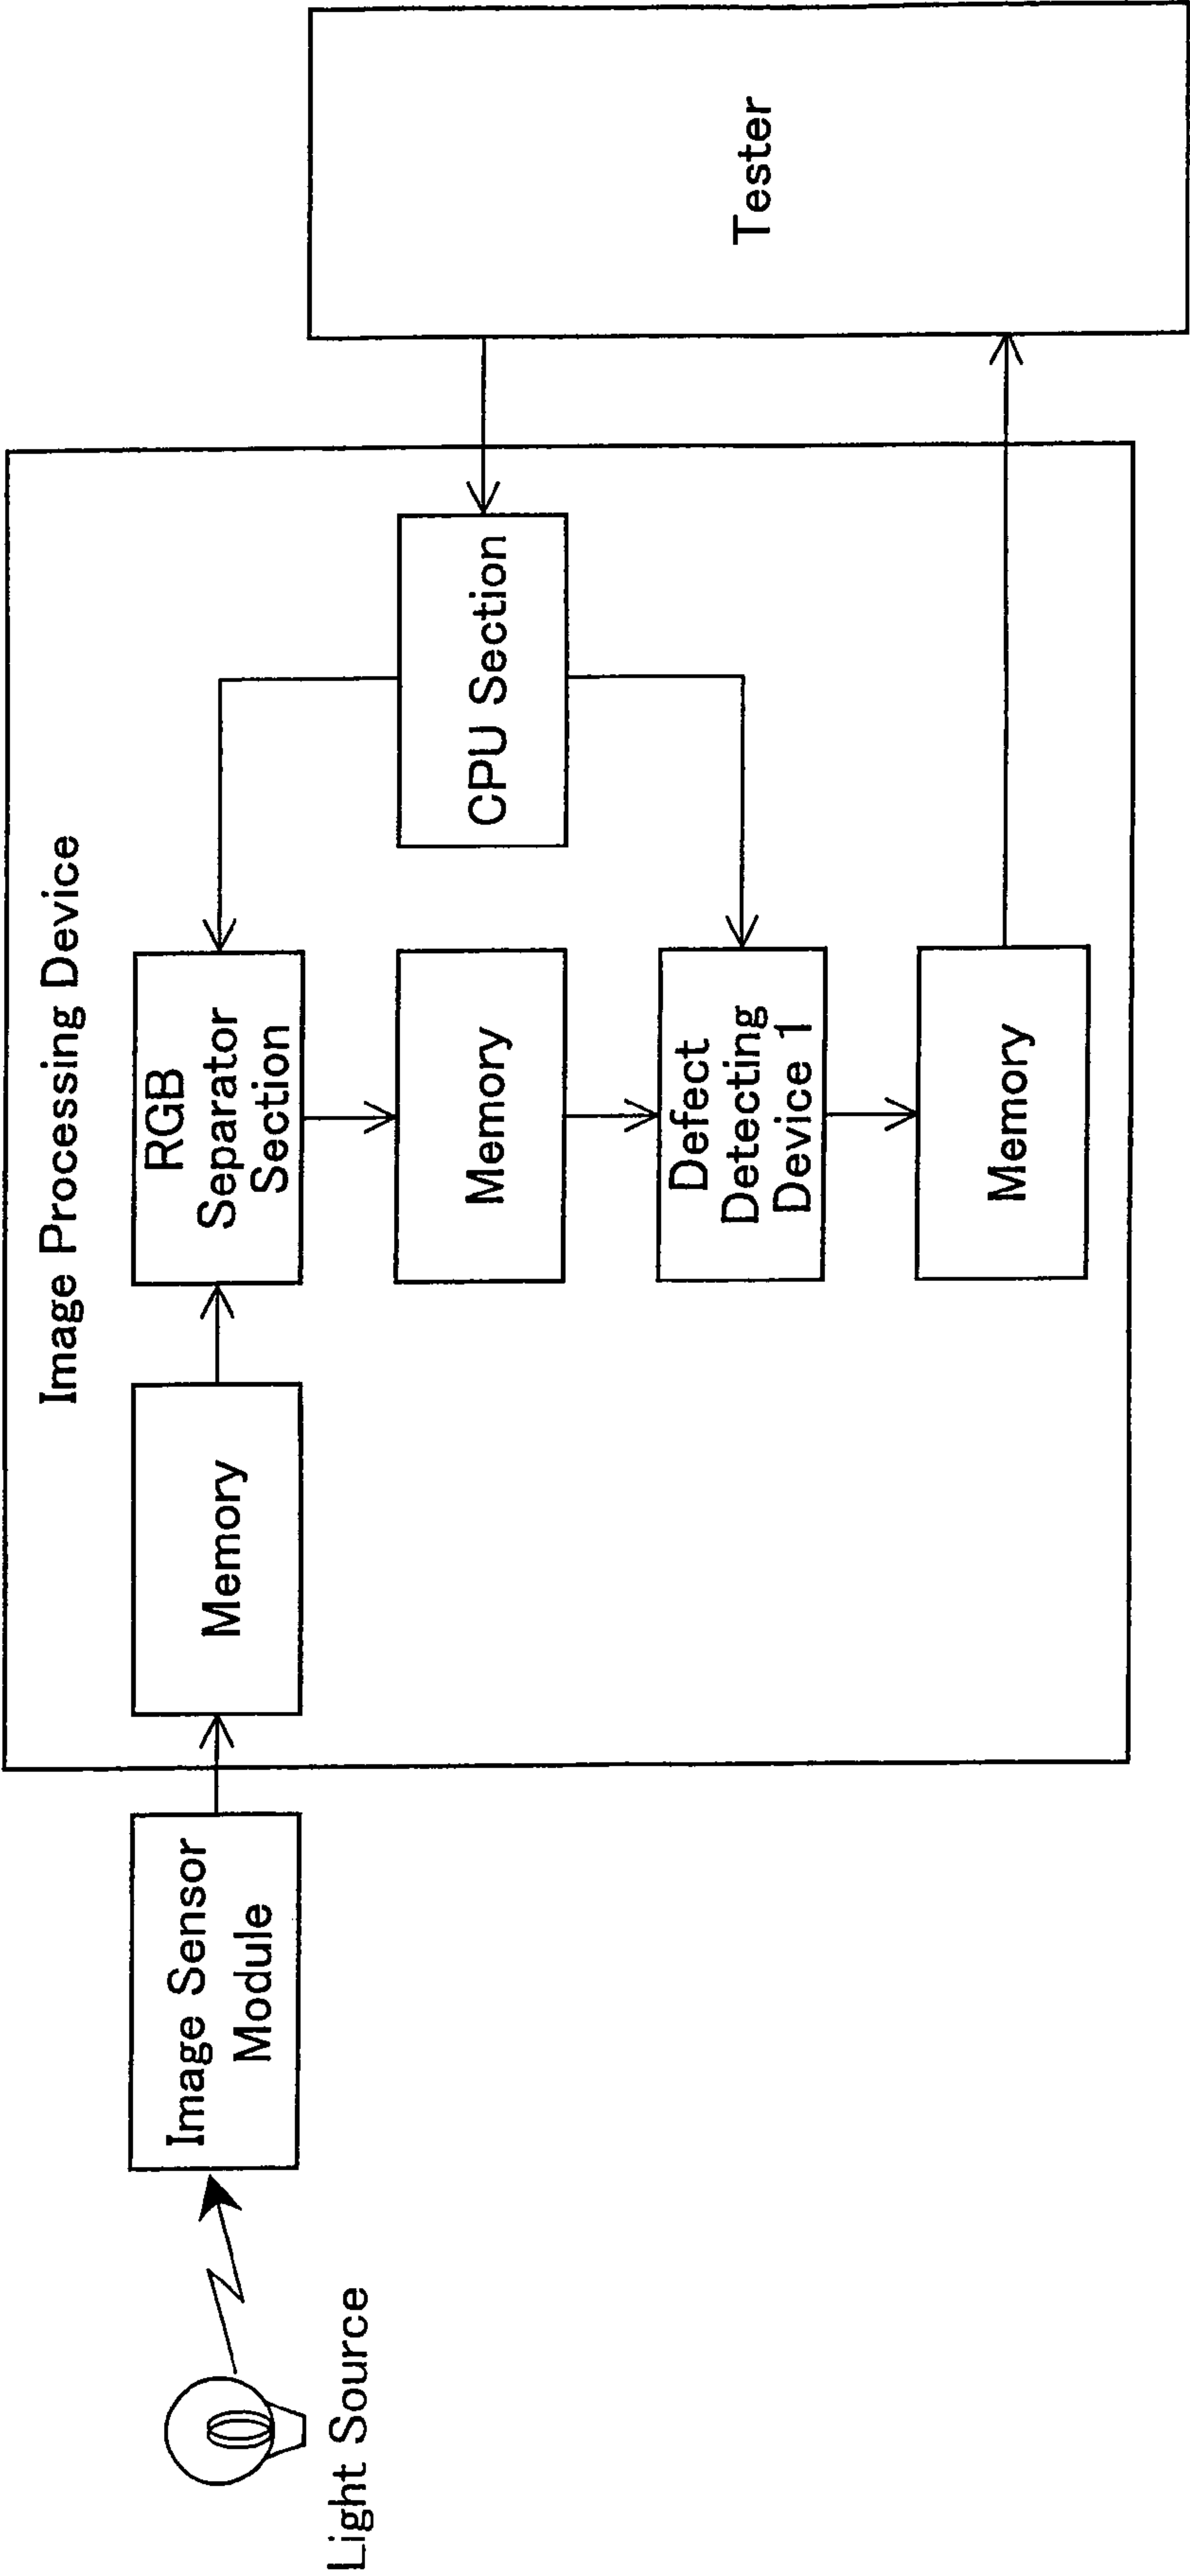 Image Processing Device
Light Source
Image Sensor
Module
Memory
RGB
Separator
Section
Memory
Defect
Detecting
Device 1
Memory
CPU Section
Tester